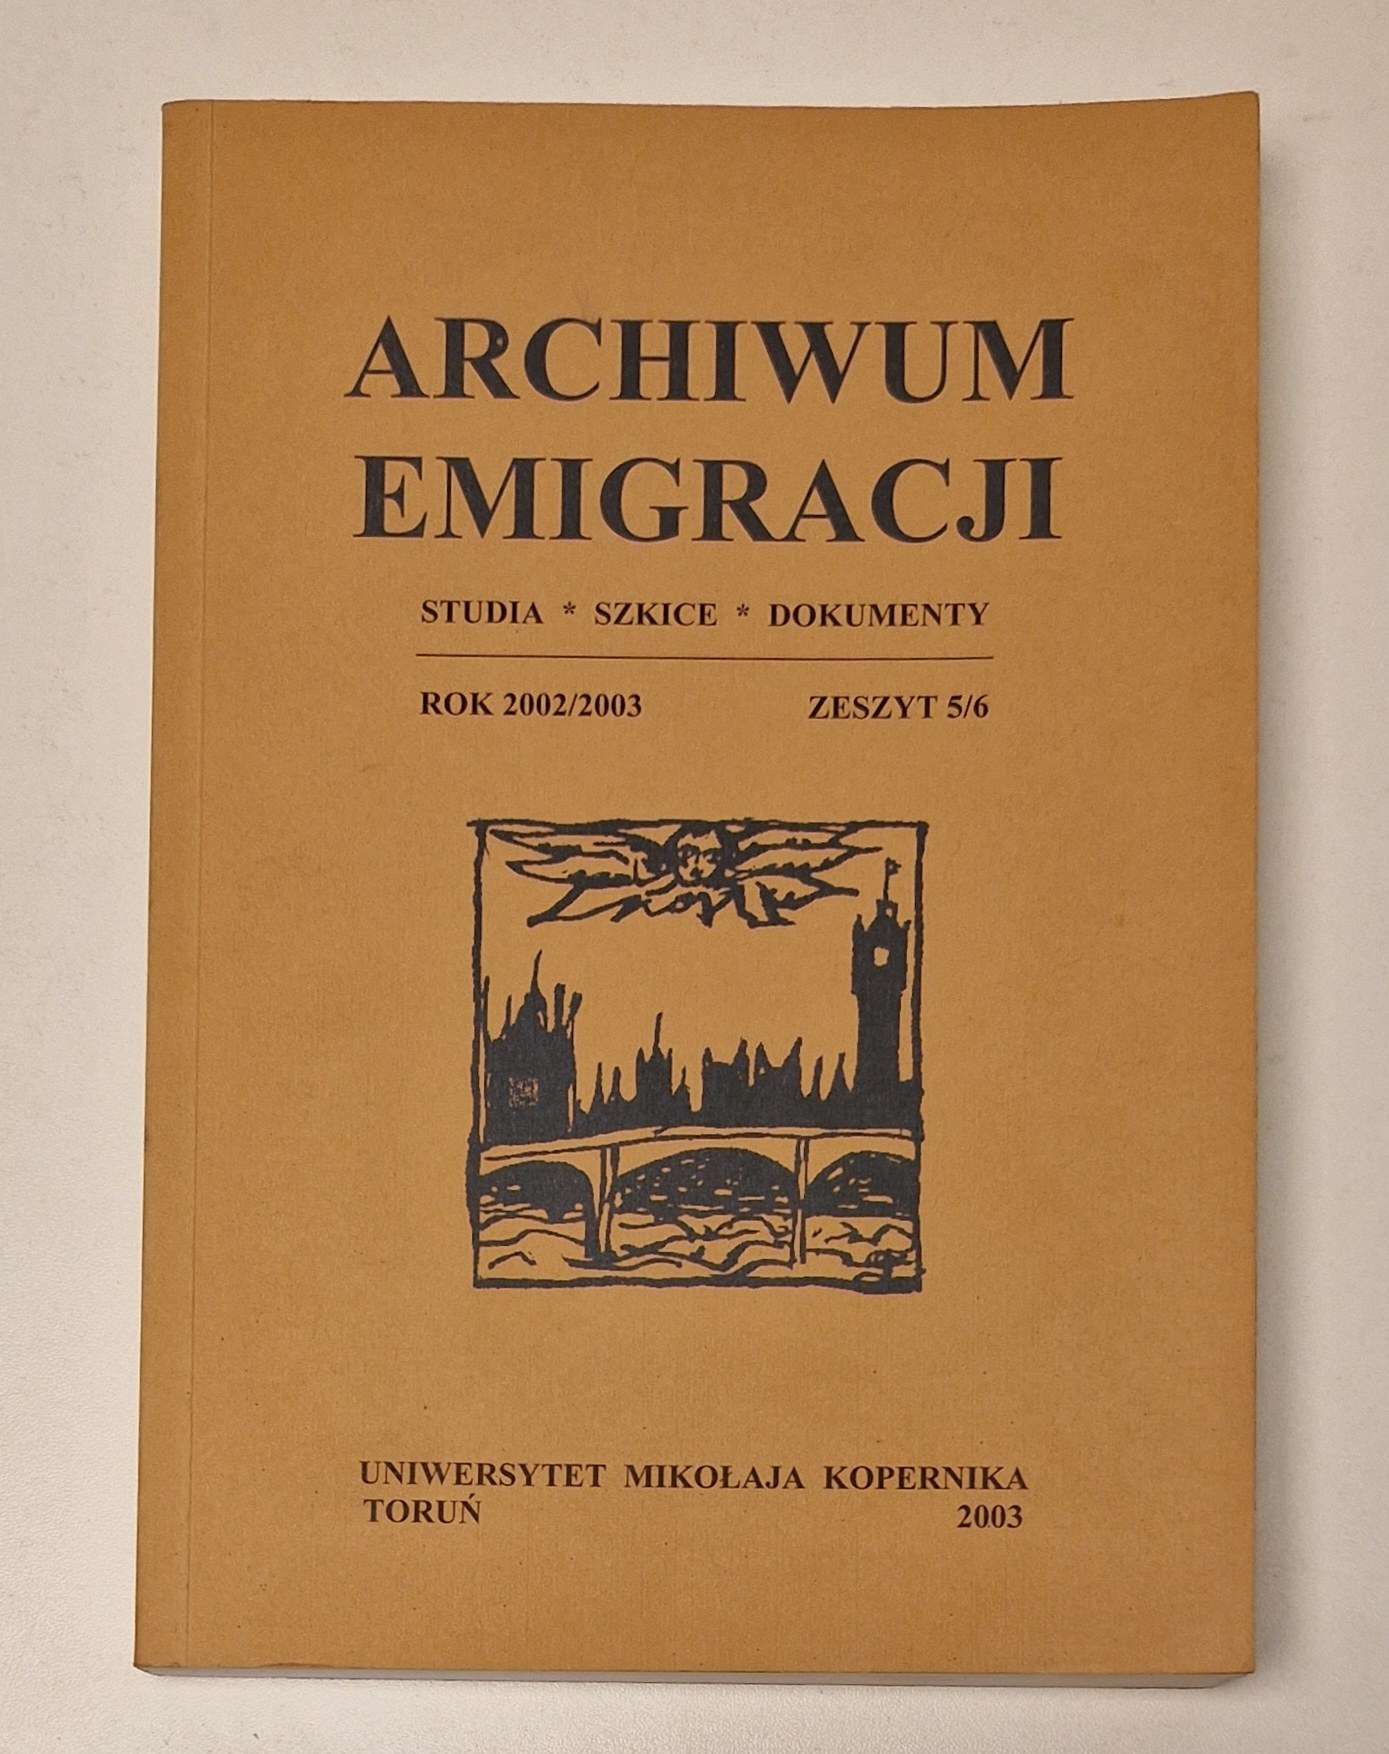 ARCHIWUM
EMIGRACJI
STUDIA * SZKICE * DOKUMENTY
ROK 2002/2003 ZESZYT 5/6
UNIWERSYTET MIKOŁAJA KOPERNIKA
TORUŃ 2003